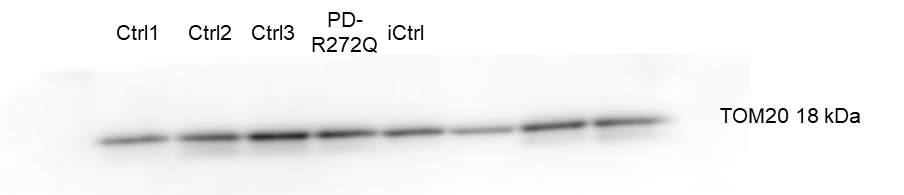 Ctrl1 Ctrl2 Ctrl3 PD-
R272Q iCtrl
TOM20 18 kDa